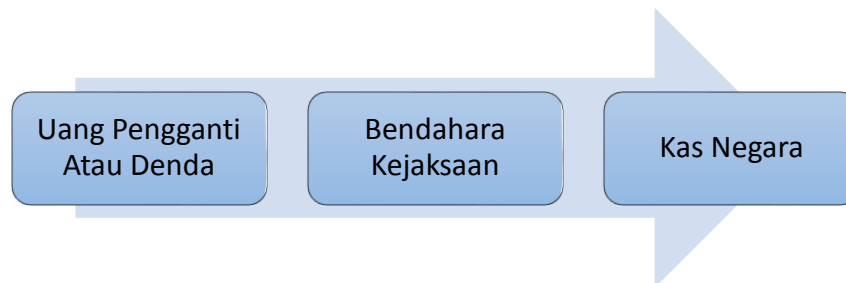 Uang Pengganti
Atau Denda
Bendahara
Kejaksaan
Kas Negara